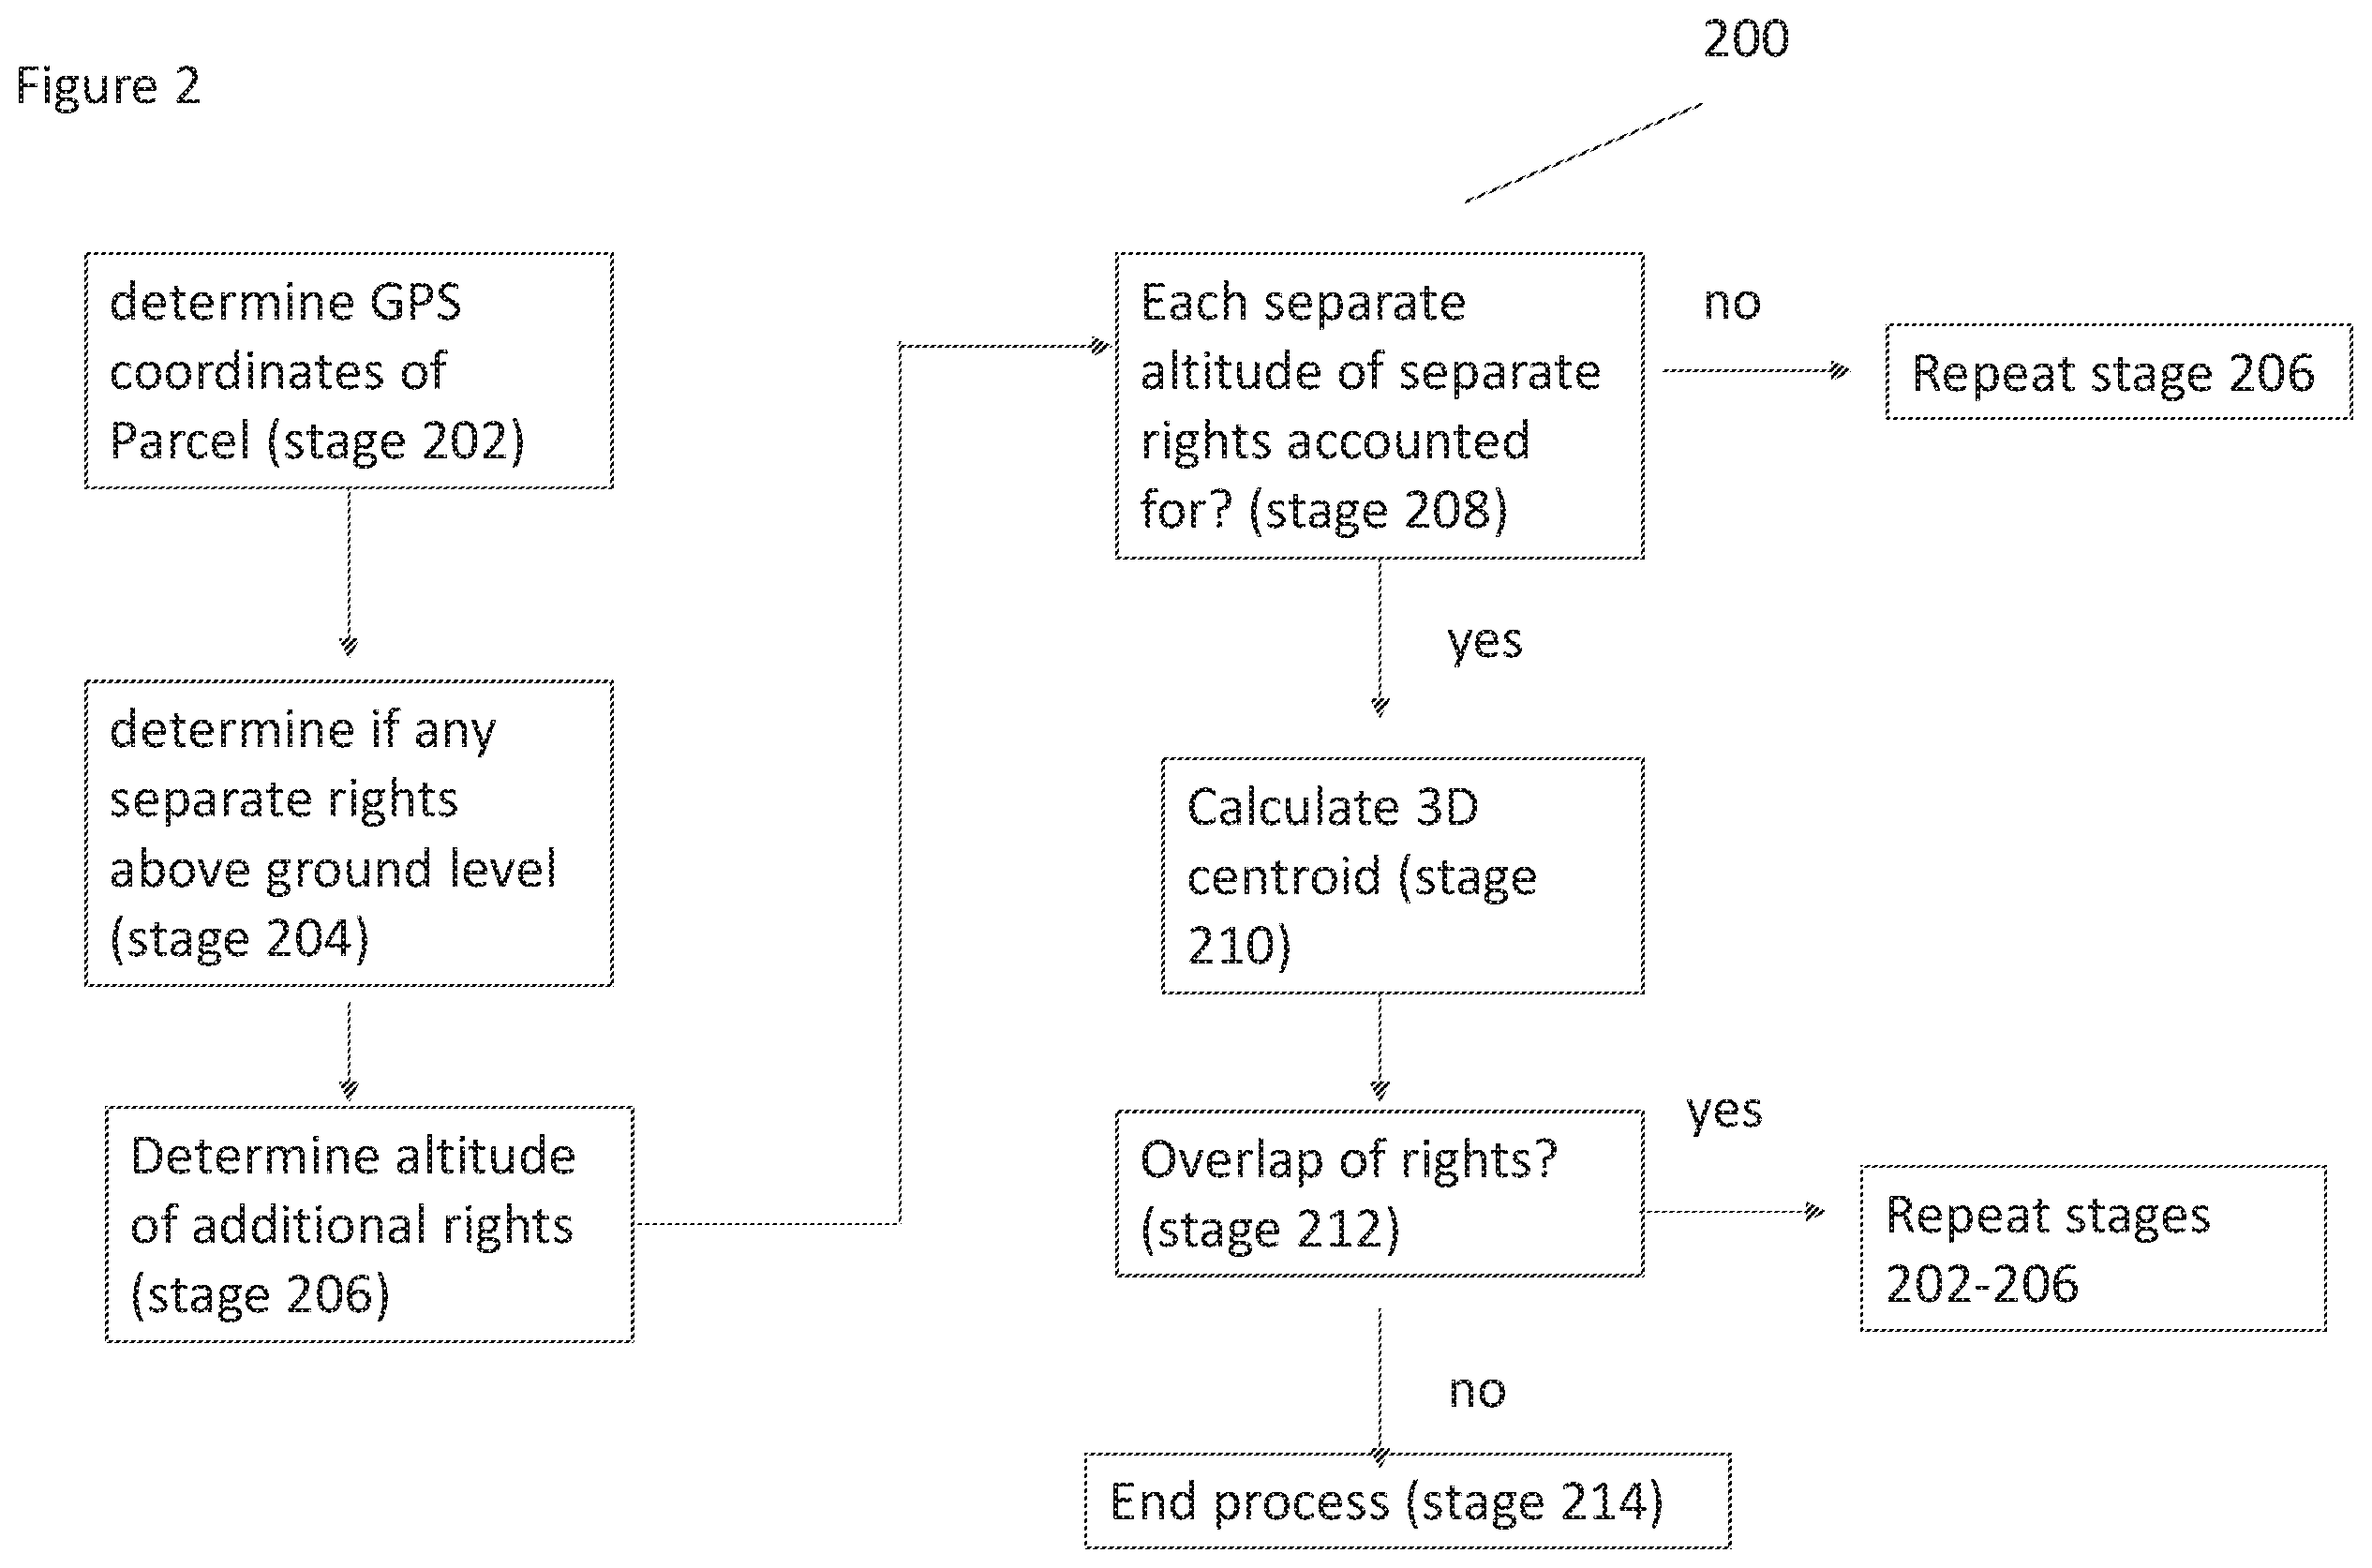 Figure 2
200
determine GPS
coordinates of
Parcel (stage 202)
determine if any
separate rights
above ground level
(stage 204)
Determine altitude
of additional rights
(stage 206)
Each separate
altitude of separate
rights accounted
for? (stage 208)
no
Repeat stage 206
yes
Calculate 3D
centroid (stage
210)
Overlap of rights?
(stage 212)
yes
Repeat stages
202-206
no
End process (stage 214)